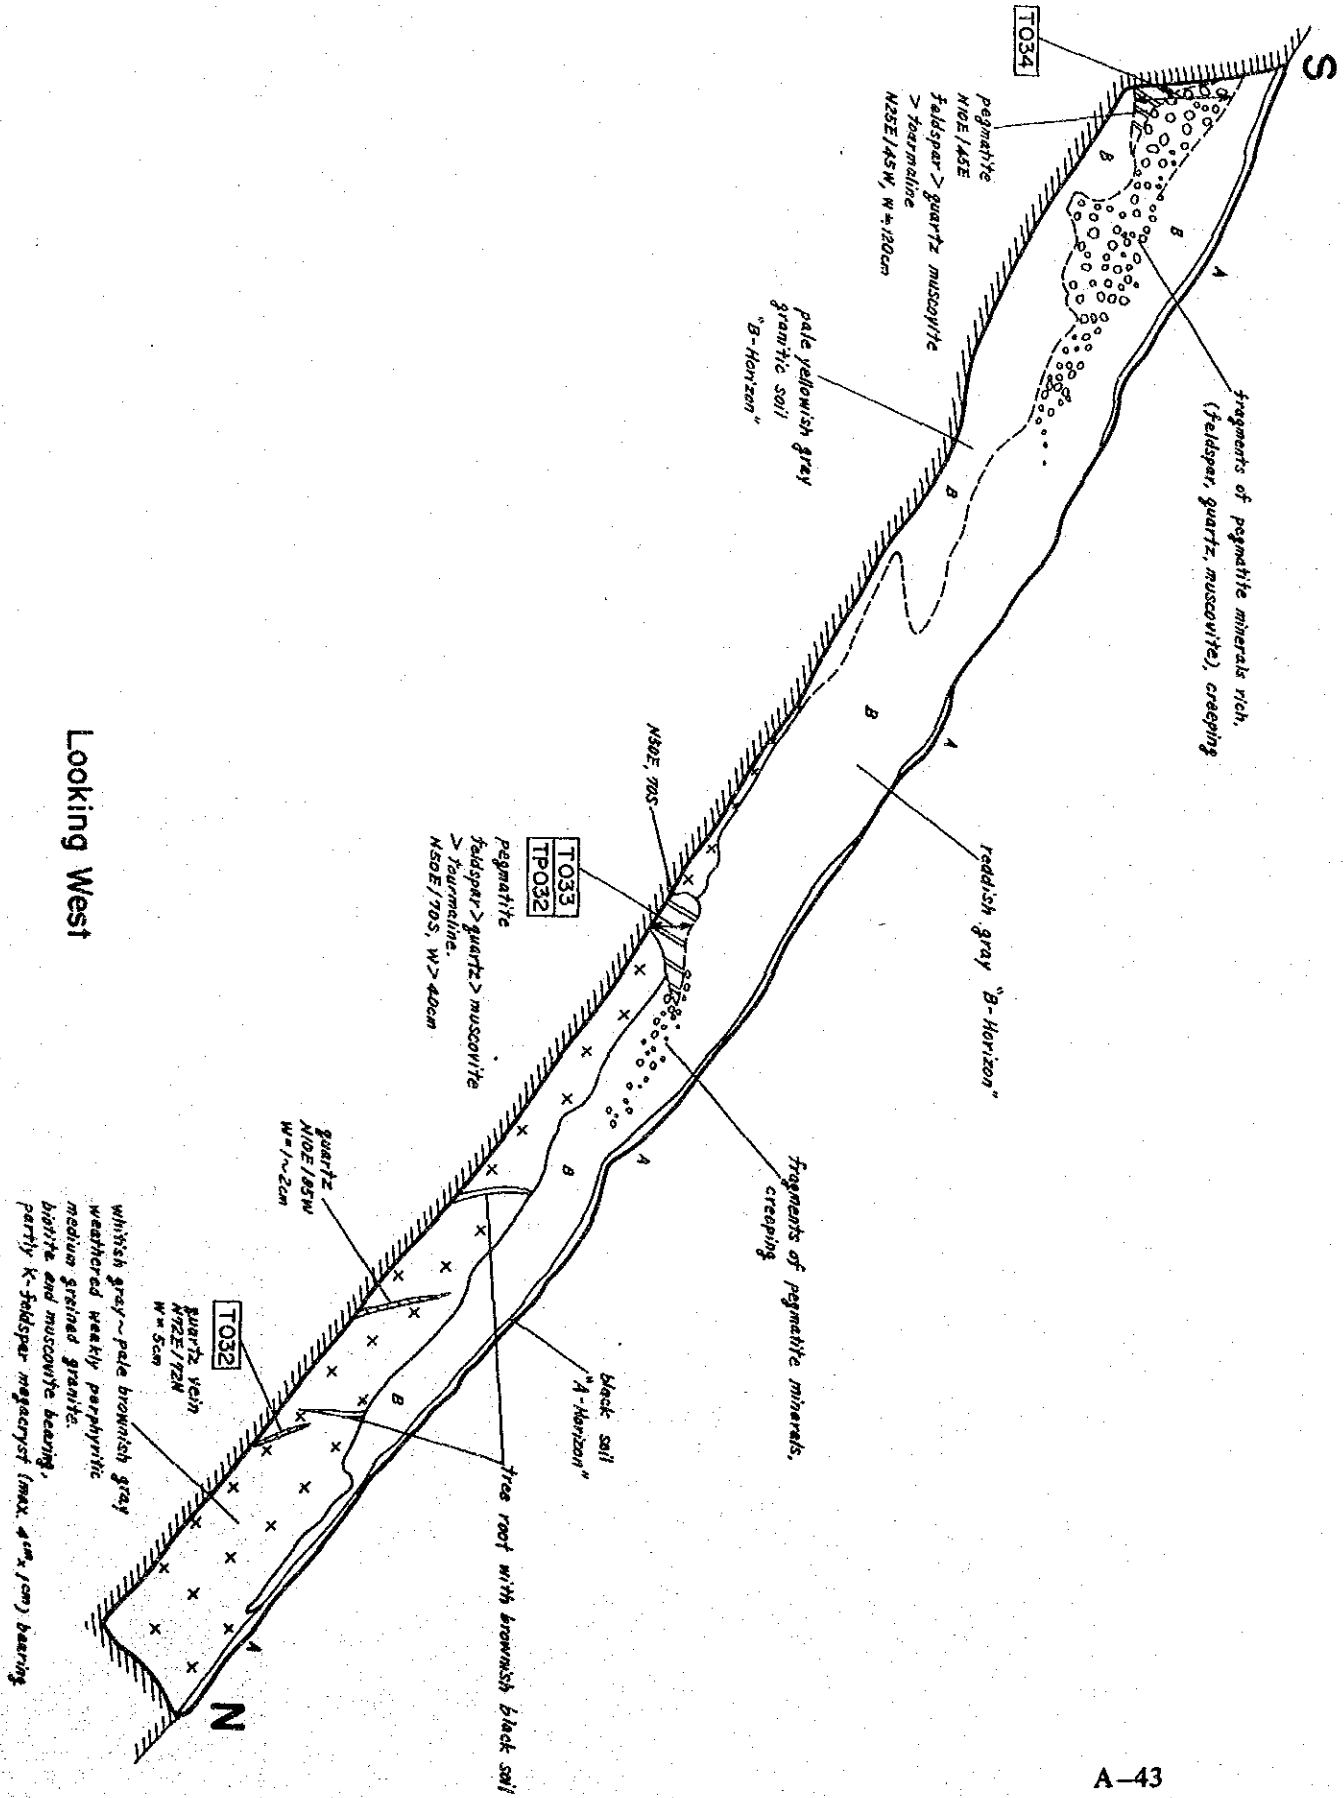 S
N
T034
pegmatite
N10E/45E
feldspar > quartz muscovite
> tourmaline
N25E/45W, W≒120cm
fragments of pegmatite minerals rich,
(feldspar, quartz, muscovite), creeping
pale yellowish gray
granitic soil
"B-Horizon"
reddish gray "B-Horizon"
N50E, 70S
T033
TP032
pegmatite
feldspar > quartz > muscovite
> tourmaline.
N50E/70S, W>40cm
fragments of pegmatite minerals,
creeping
black soil
"A-Horizon"
tree root with brownish black soil
quartz
N10E/85W
W=1~2cm
T032
quartz vein
N72E/72N
W=5cm
whitish gray~pale brownish gray
weathered weakly porphyritic
medium grained granite.
biotite and muscovite bearing,
partly K-feldspar megacryst (max. 4cm x 1cm) bearing
B
B
A
B
B
A
B
A
B
A
Looking West
A-43